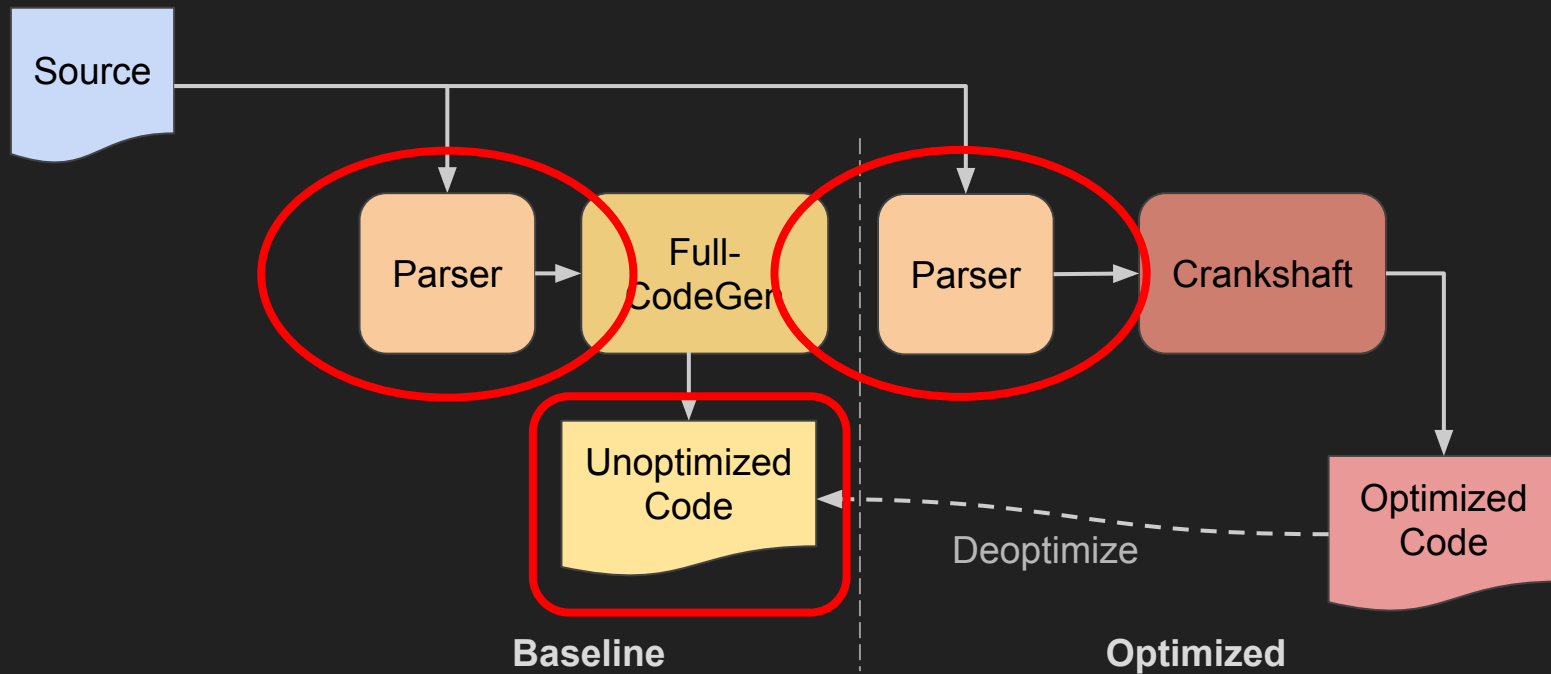 Source
Parser
Full-
CodeGen
Parser
Crankshaft
Unoptimized
Code
Optimized
Code
Deoptimize
Baseline
Optimized